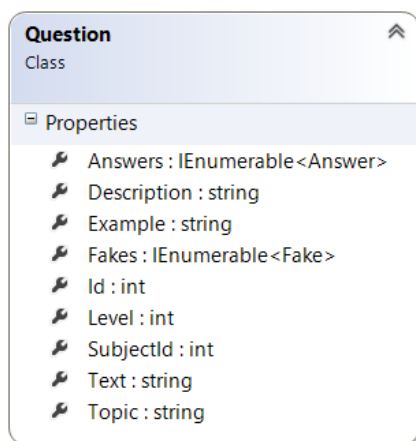 Question
Class
Properties
Answers : IEnumerable<Answer>
Description : string
Example : string
Fakes : IEnumerable<Fake>
Id : int
Level : int
SubjectId : int
Text : string
Topic : string